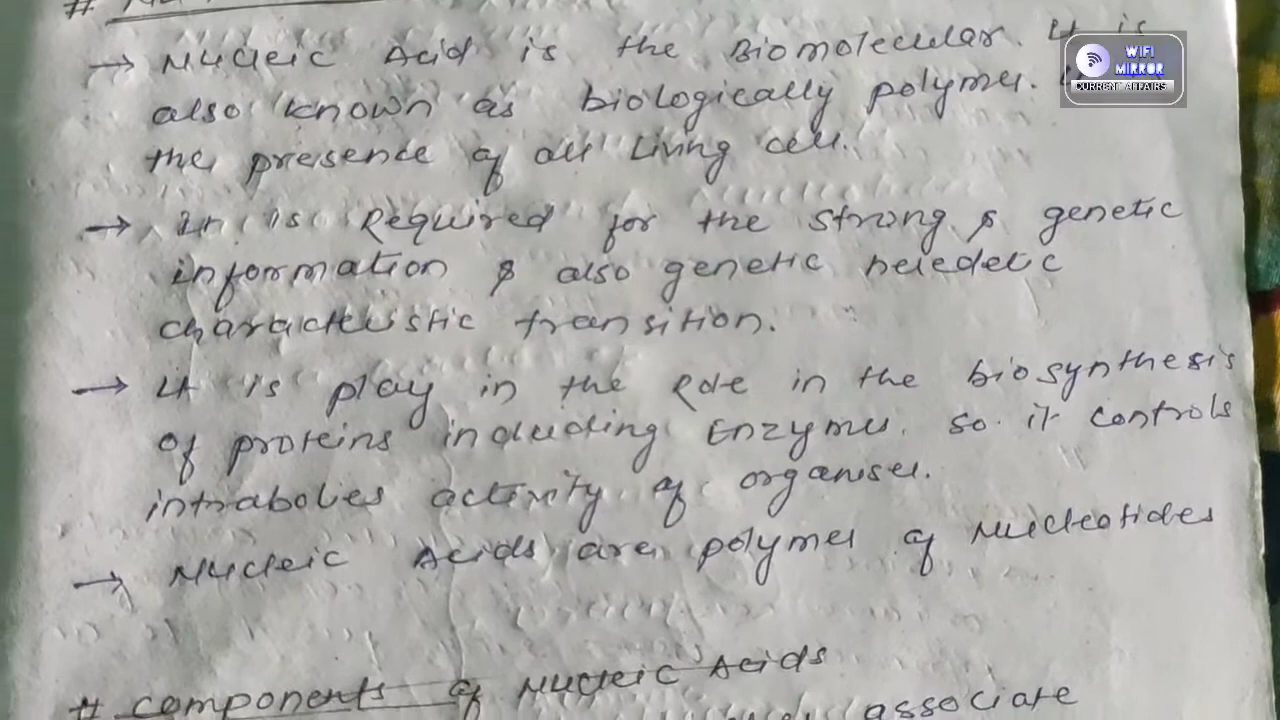 → Nucleic Acid is the Biomolecular. It is
also known as biologically polymer.
the presence of all living cell.
→ It is Required for the strong & genetic
information & also genetic heledetic
characteristic transition.
→ It is play in the Role in the biosynthesis
of proteins including Enzymes. So. it controls
intrabolies activity of organiser.
→ Nucleic Acids are polymer of Nucleotides
# Components of Nucleic Acids
associate
WIFI
MIRROR
CURRENT AFFAIRS